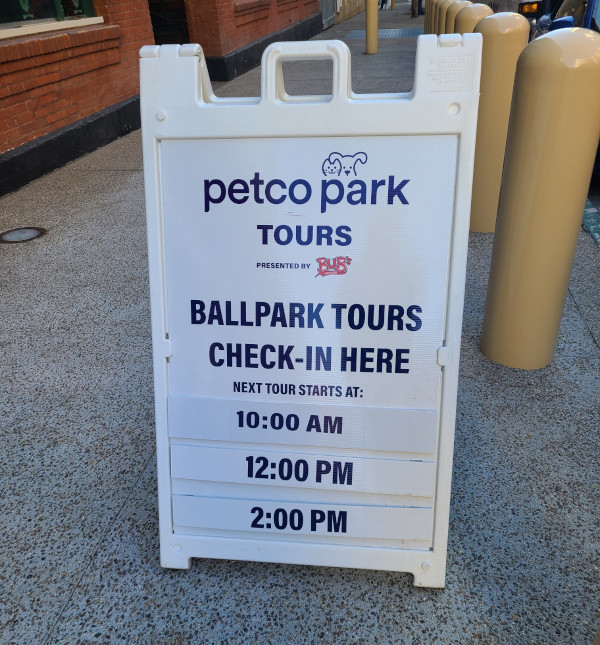 petco park
TOURS
PRESENTED BY BUB's
BALLPARK TOURS
CHECK-IN HERE
NEXT TOUR STARTS AT:
10:00 AM
12:00 PM
2:00 PM